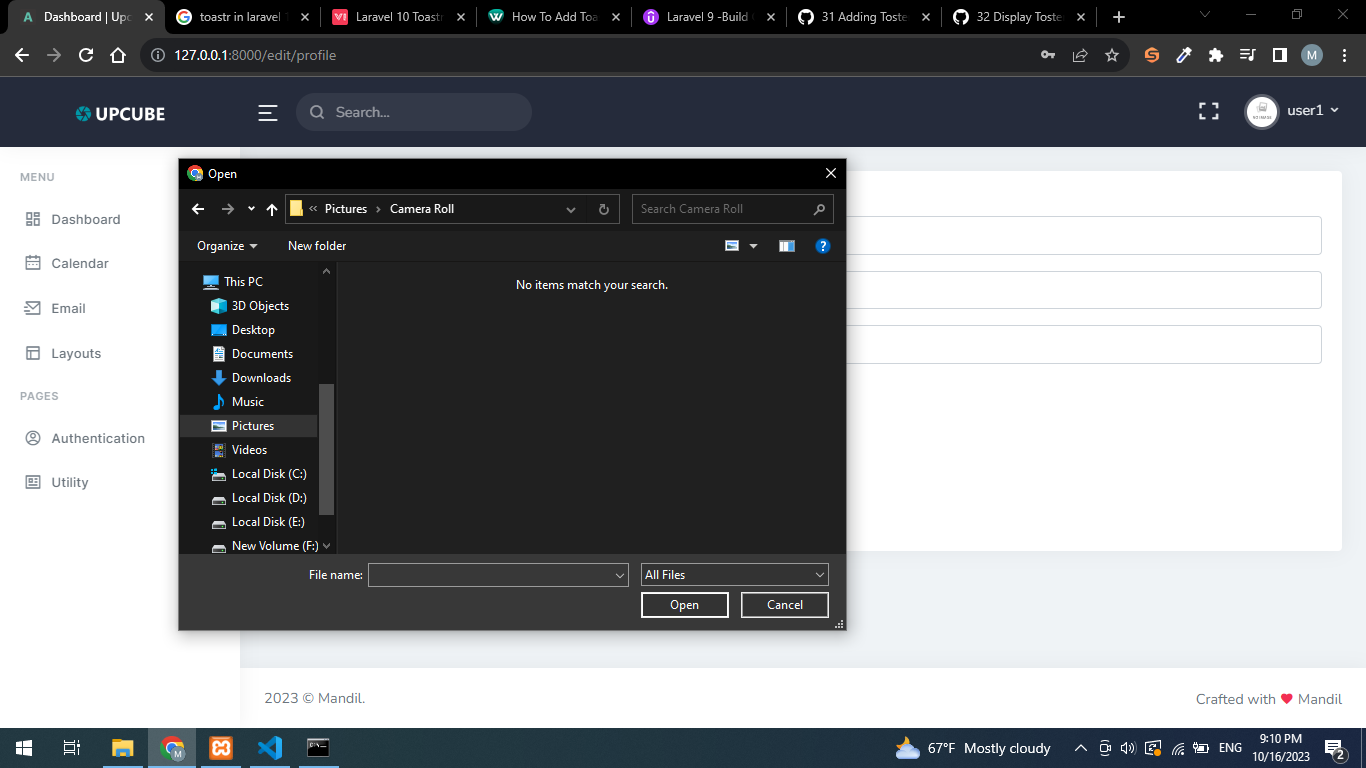 Dashboard | Upc
toastr in laravel 1
Laravel 10 Toastr
How To Add Toa
Laravel 9 -Build
31 Adding Toste
32 Display Toste
127.0.0.1:8000/edit/profile
M
UPCUBE
Search...
user1
MENU
Dashboard
Calendar
Email
Layouts
PAGES
Authentication
Utility
Open
Pictures
Camera Roll
Search Camera Roll
Organize
New folder
This PC
3D Objects
Desktop
Documents
Downloads
Music
Pictures
Videos
Local Disk (C:)
Local Disk (D:)
Local Disk (E:)
New Volume (F:)
No items match your search.
File name:
All Files
Open
Cancel
2023 © Mandil.
Crafted with ❤ Mandil
67°F Mostly cloudy
ENG
9:10 PM
10/16/2023
2